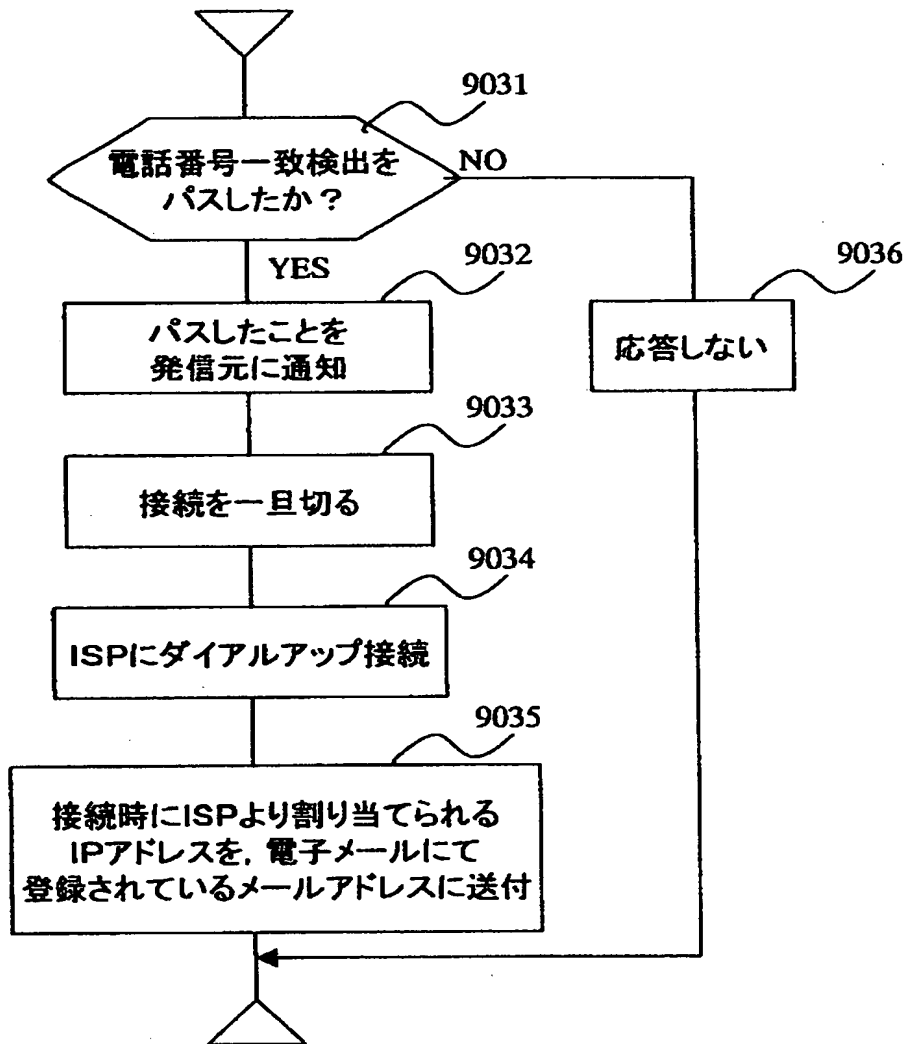 9031
電話番号一致検出を
パスしたか？
NO
YES
9032
パスしたことを
発信元に通知
9036
応答しない
9033
接続を一旦切る
9034
ISPにダイアルアップ接続
9035
接続時にISPより割り当てられる
IPアドレスを，電子メールにて
登録されているメールアドレスに送付